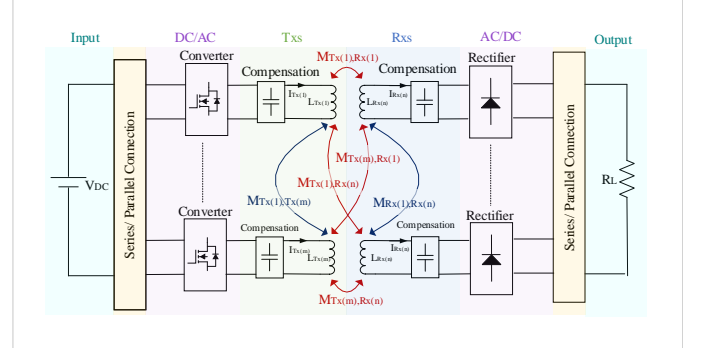 Input
DC/AC
Txs
Rxs
AC/DC
Output
Converter
MTx(1),Rx(1)
Rectifier
Compensation
Compensation
ITx(1)
LTx(1)
IRx(n)
LRx(n)
Series/ Parallel Connection
VDC
MTx(m),Rx(1)
MTx(1),Rx(n)
MTx(1),Tx(m)
MRx(1),Rx(n)
Series/ Parallel Connection
RL
Converter
Rectifier
Compensation
Compensation
ITx(m)
LTx(m)
IRx(n)
LRx(n)
MTx(m),Rx(n)